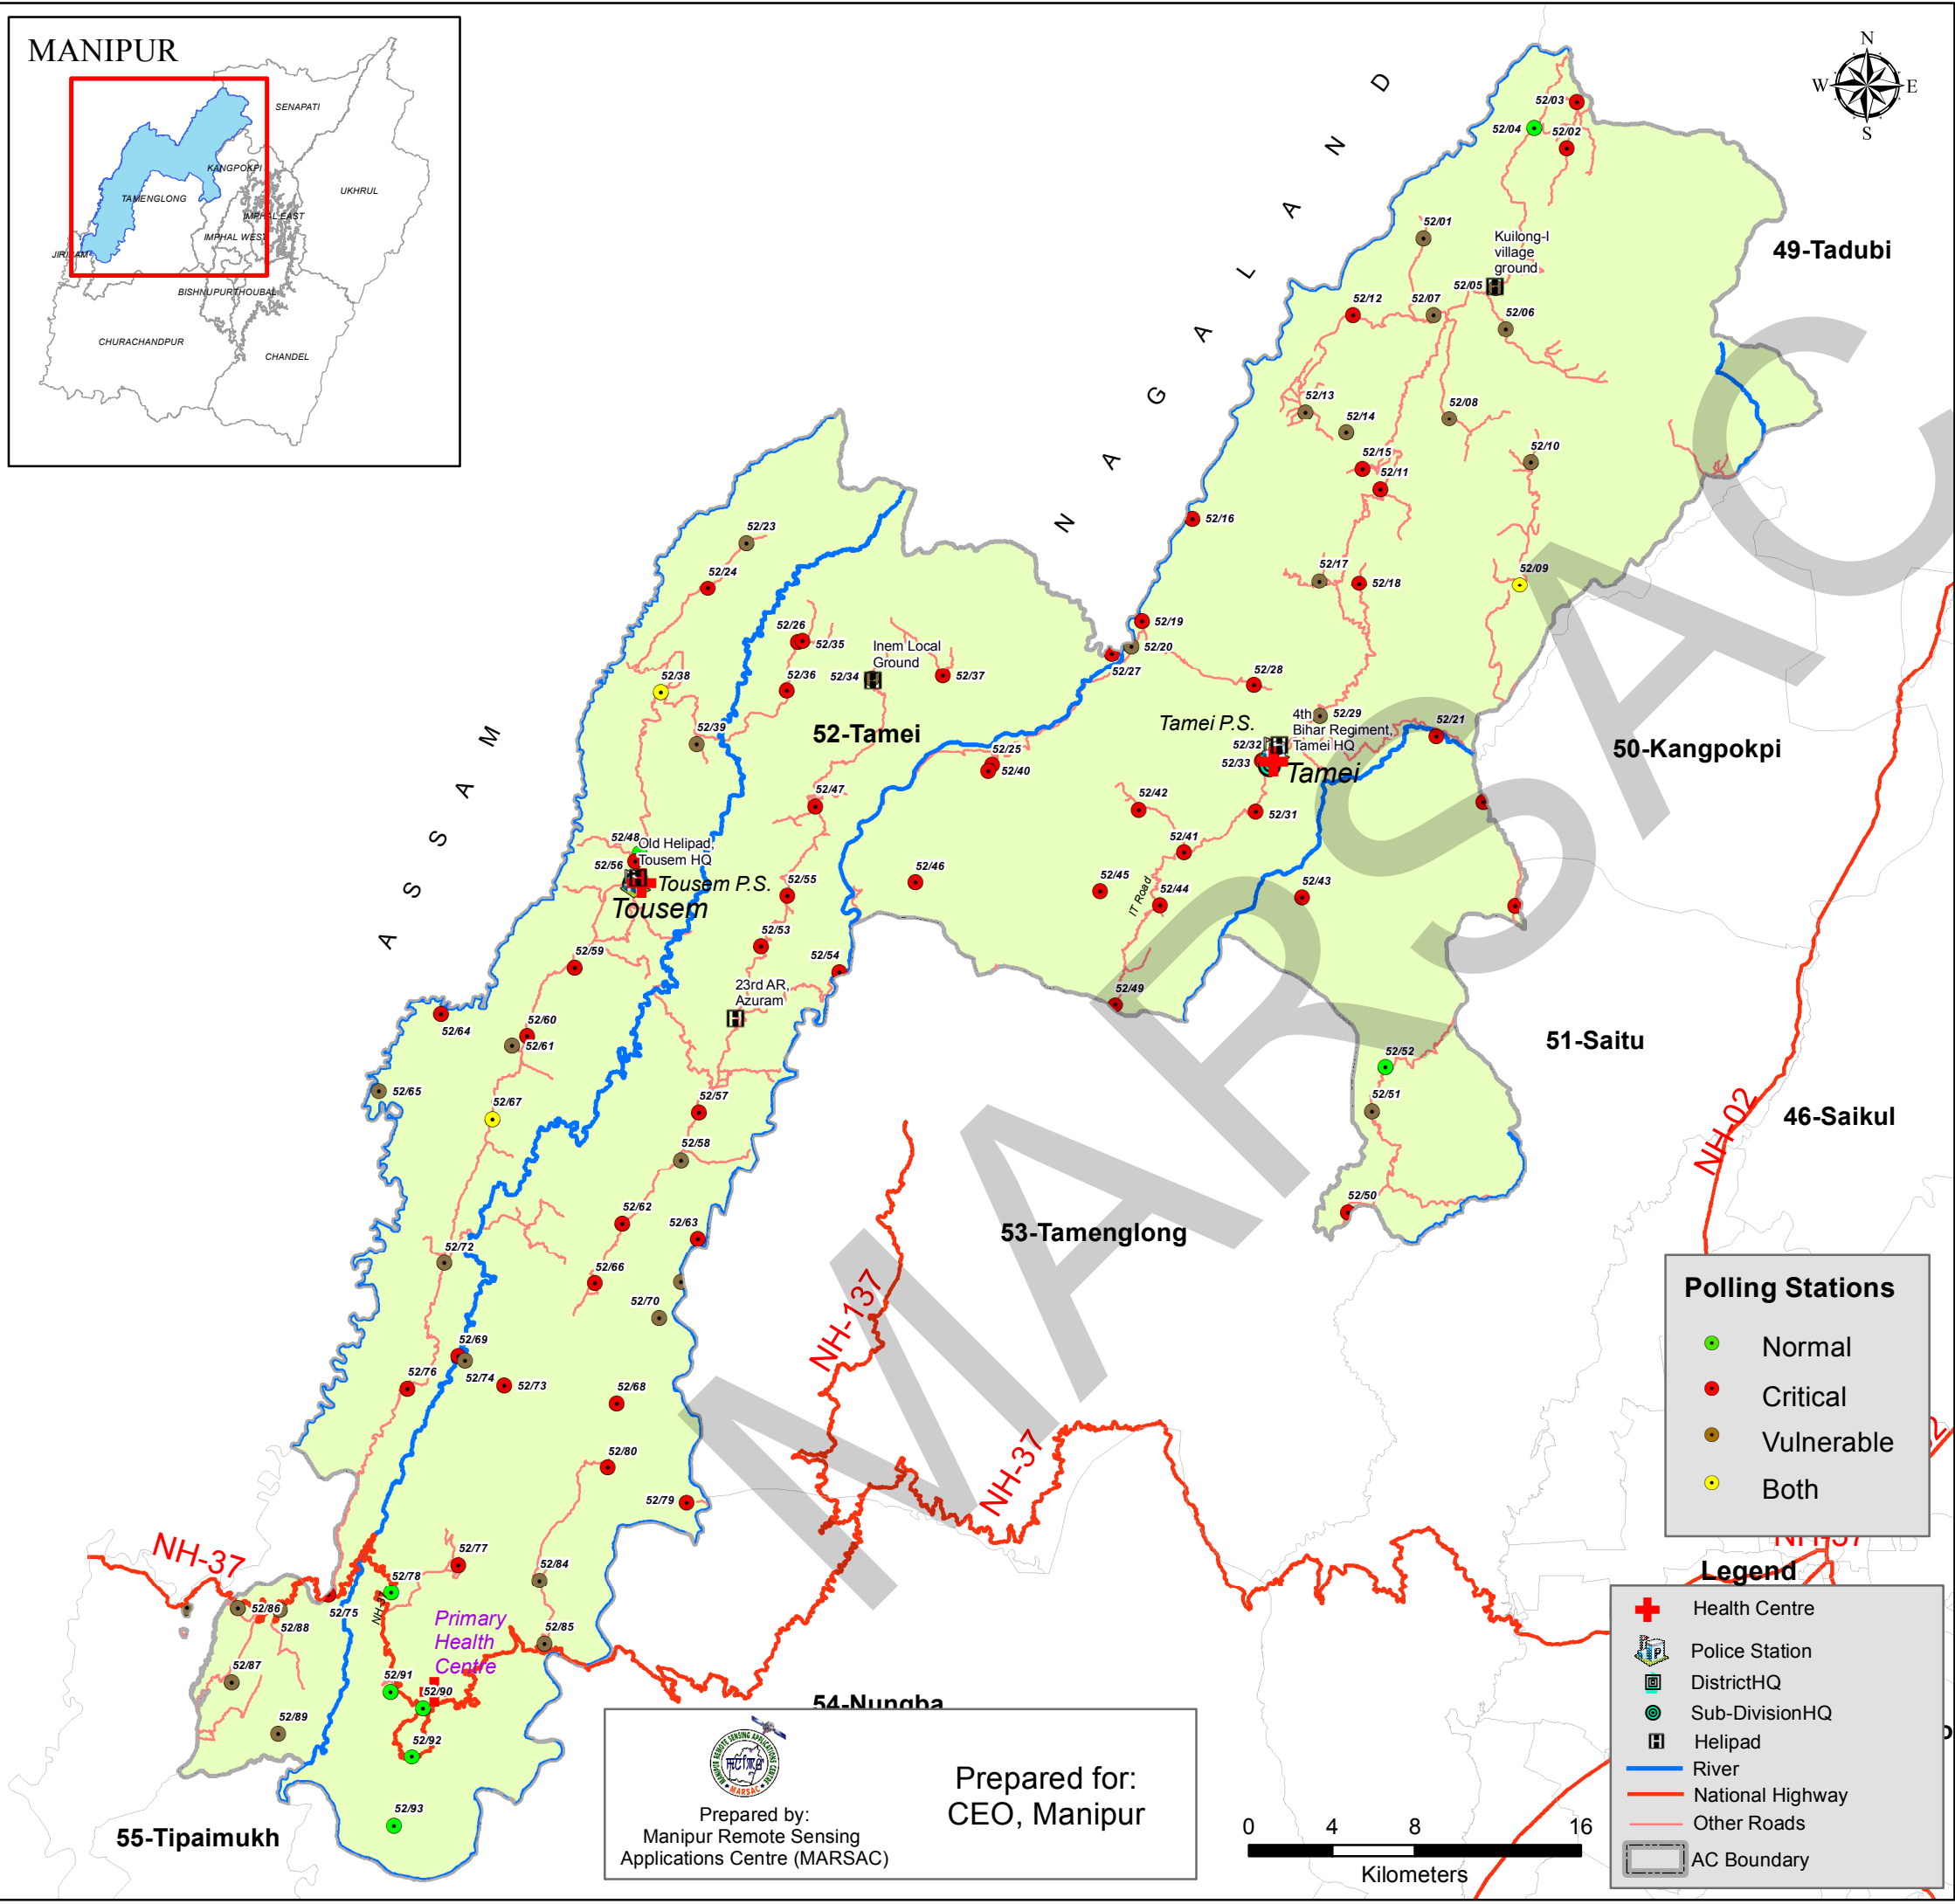 MANIPUR
SENAPATI
KANGPOKPI
UKHRUL
TAMENGLONG
IMPHAL EAST
IMPHAL WEST
JIRIBAM
BISHNUPUR
THOUBAL
CHURACHANDPUR
CHANDEL
N
W
E
S
N A G A L A N D
A S S A M
49-Tadubi
50-Kangpokpi
51-Saitu
46-Saikul
52-Tamei
53-Tamenglong
54-Nungba
55-Tipaimukh
52/03
52/04
52/02
52/01
Kuilong-I
village
ground
52/05
52/12
52/07
52/06
52/13
52/14
52/08
52/15
52/11
52/10
52/16
52/17
52/18
52/09
52/19
52/20
52/27
52/28
52/23
52/24
52/26
52/35
Inem Local
Ground
52/34
52/36
52/37
52/38
52/39
Tamei P.S.
4th
Bihar Regiment,
Tamei HQ
52/29
52/21
52/32
52/33
Tamei
52/25
52/40
52/47
52/42
52/31
52/41
52/48
Old Helipad,
Tousem HQ
52/56
Tousem P.S.
Tousem
52/46
52/45
52/44
IT Road
52/43
52/55
52/53
52/54
52/59
23rd AR,
Azuram
52/49
52/64
52/60
52/61
52/65
52/67
52/57
52/58
52/52
52/51
52/50
52/62
52/63
52/66
52/70
52/72
52/69
52/74
52/73
52/76
52/68
52/80
52/79
52/77
52/78
52/84
52/85
52/75
52/86
52/88
52/87
52/89
52/91
52/90
52/92
52/93
Primary
Health
Centre
NH-37
NH-37
NH-37
NH-137
NH-02
NH-37
MARSAC
Polling Stations
Normal
Critical
Vulnerable
Both
Legend
Health Centre
Police Station
DistrictHQ
Sub-DivisionHQ
Helipad
River
National Highway
Other Roads
AC Boundary
MANIPUR REMOTE SENSING APPLICATIONS CENTRE
MARSAC
Prepared by:
Manipur Remote Sensing
Applications Centre (MARSAC)
Prepared for:
CEO, Manipur
0 4 8 16
Kilometers